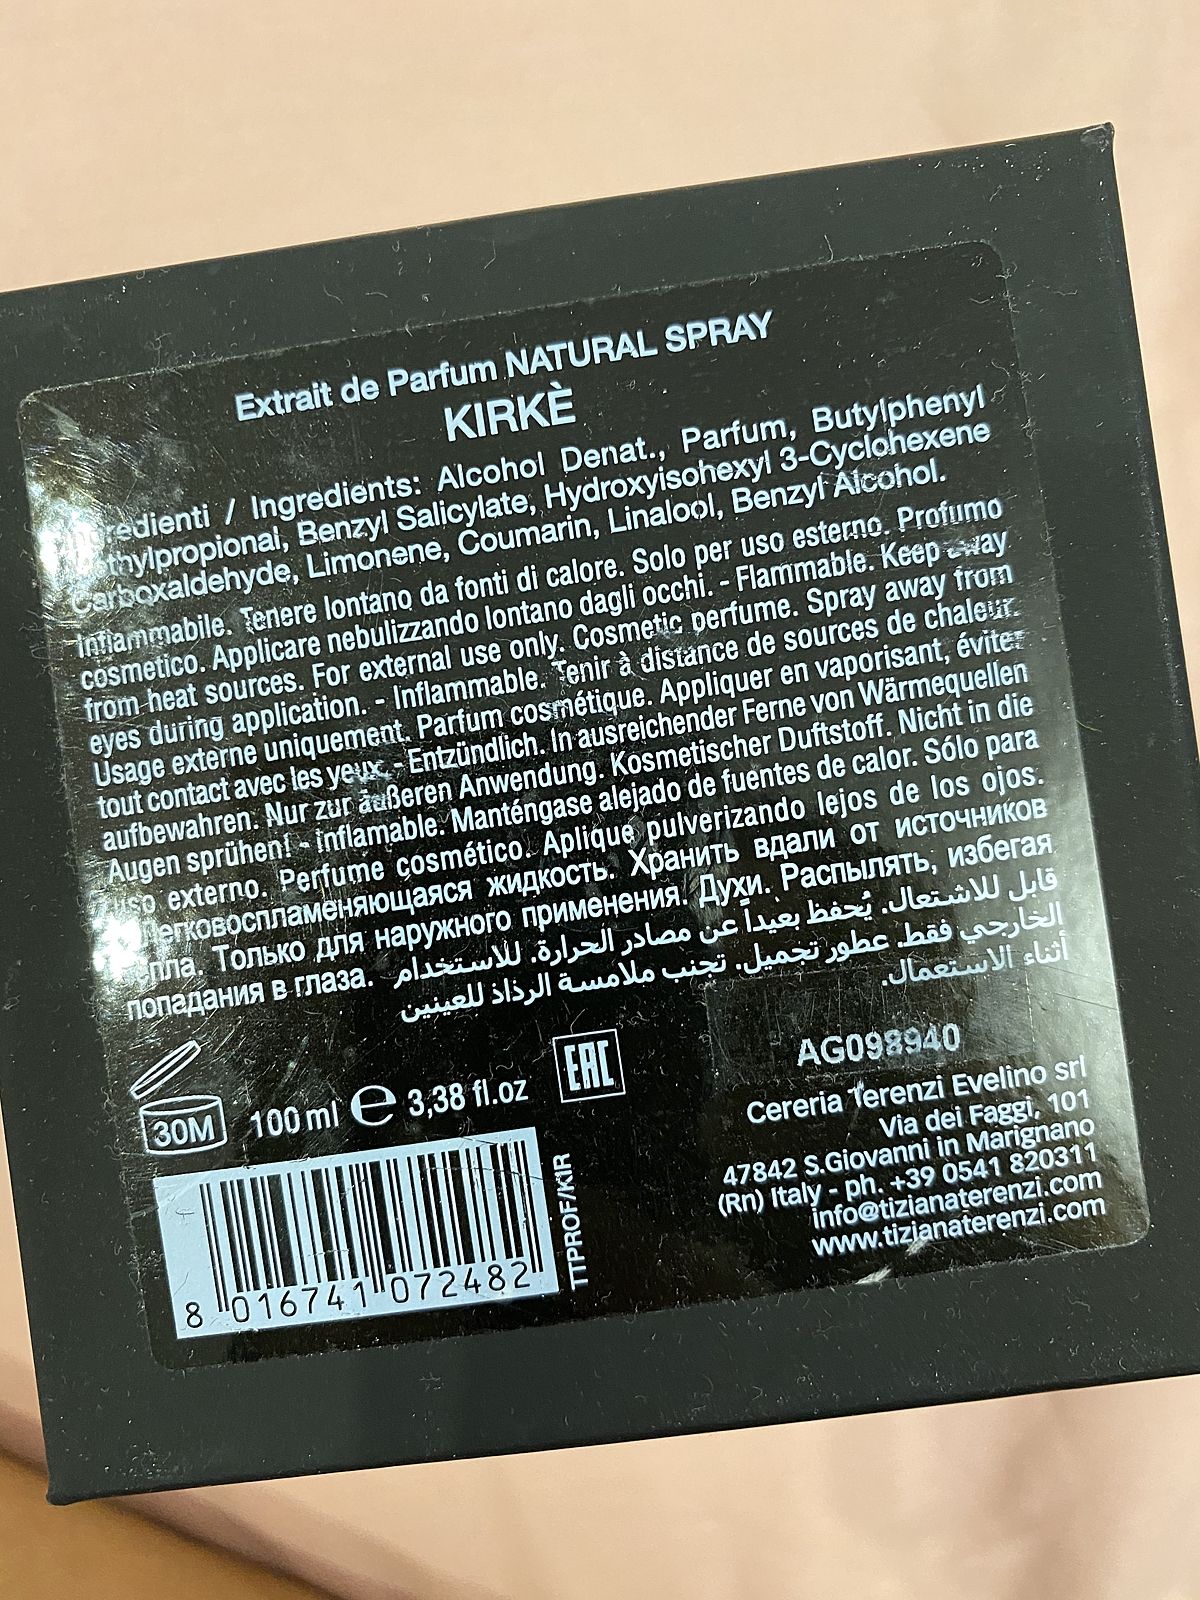 Extrait de Parfum NATURAL SPRAY
KIRKÈ
/ Ingredients: Alcohol Denat., Parfum, Butylphenyl
Benzyl Salicylate, Hydroxyisohexyl 3-Cyclohexene
Carboxaldehyde, Limonene, Coumarin, Linalool, Benzyl Alcohol.
Infiammabile. Tenere lontano da fonti di calore. Solo per uso esterno. Profumo
cosmetico. Applicare nebulizzando lontano dagli occhi. - Flammable. Keep away
from heat sources. For external use only. Cosmetic perfume. Spray away from
eyes during application. - Inflammable. Tenir à distance de sources de chaleur.
Usage externe uniquement. Parfum cosmétique. Appliquer en vaporisant, éviter
tout contact avec les yeux. - Entzündlich. In ausreichender Ferne von Wärmequellen
aufbewahren. Nur zur äußeren Anwendung. Kosmetischer Duftstoff. Nicht in die
Augen sprühen! - inflamable. Manténgase alejado de fuentes de calor. Sólo para
uso externo. Perfume cosmético. Aplique pulverizando lejos de los ojos.
Легковоспламеняющаяся жидкость. Хранить вдали от источников
тепла. Только для наружного применения. Духи. Распылять, избегая
попадания в глаза.
قابل للاشتعال. يُحفظ بعيداً عن مصادر الحرارة. للاستخدام
الخارجي فقط. عطور تجميل. تجنب ملامسة الرذاذ للعينين
أثناء الاستعمال.
30M 100 ml e 3,38 fl.oz EAC
AG098940
Cereria Terenzi Evelino srl
Via dei Faggi, 101
47842 S.Giovanni in Marignano
(Rn) Italy - ph. +39 0541 820311
info@tizianaterenzi.com
www.tizianaterenzi.com
TTPROF/KIR
8 016741 072482